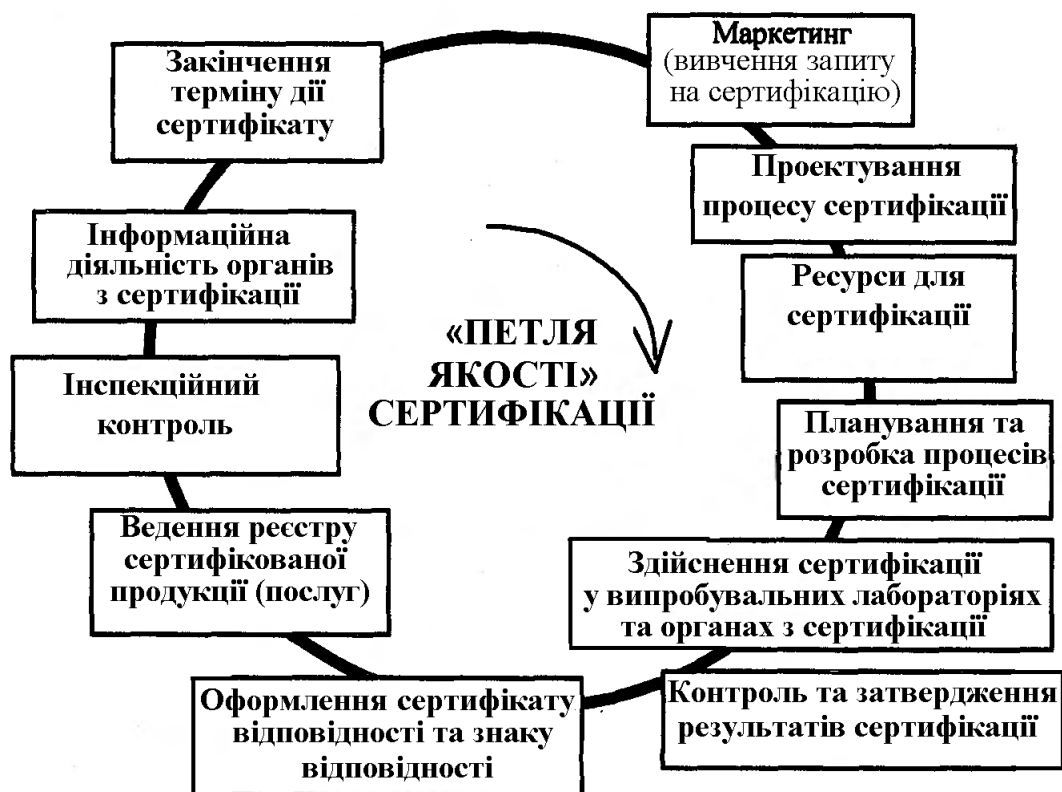 Маркетинг
(вивчення запиту
на сертифікацію)
Проектування
процесу сертифікації
Ресурси для
сертифікації
Планування та
розробка процесів
сертифікації
Здійснення сертифікації
у випробувальних лабораторіях
та органах з сертифікації
Контроль та затвердження
результатів сертифікації
Оформлення сертифікату
відповідності та знаку
відповідності
Ведення реєстру
сертифікованої
продукції (послуг)
Інспекційний
контроль
Інформаційна
діяльність органів
з сертифікації
Закінчення
терміну дії
сертифікату
«ПЕТЛЯ
ЯКОСТІ»
СЕРТИФІКАЦІЇ